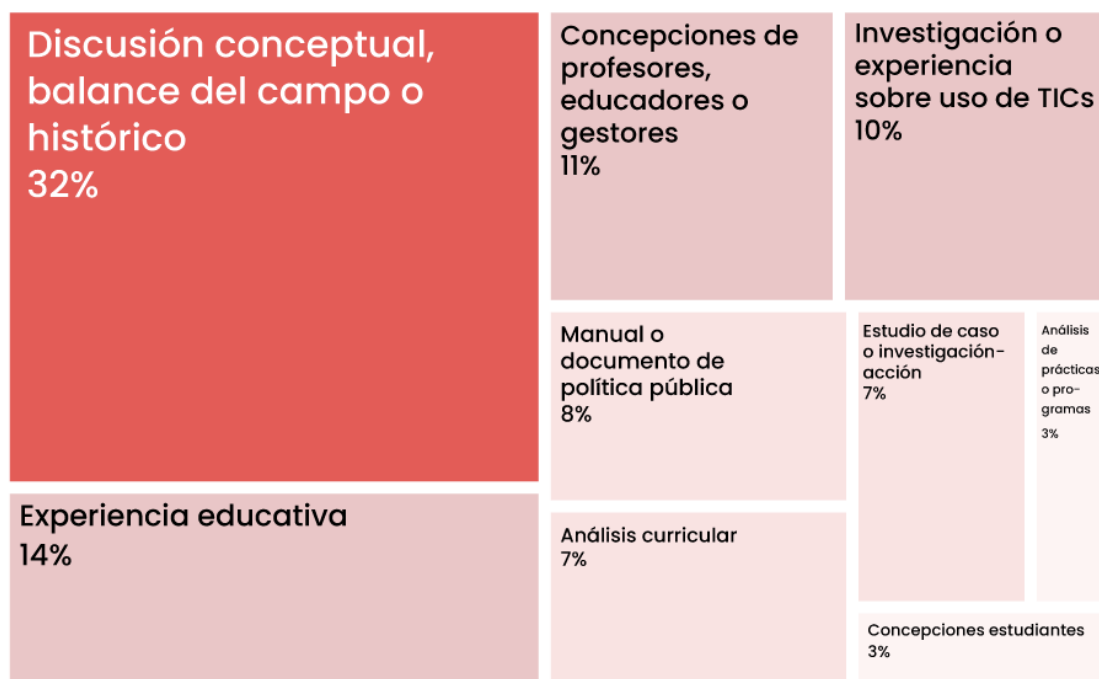 Discusión conceptual,
balance del campo o
histórico
32%
Concepciones de
profesores,
educadores o
gestores
11%
Investigación o
experiencia
sobre uso de TICs
10%
Manual o
documento de
política pública
8%
Estudio de caso
o investigación-
acción
7%
Análisis
de
prácticas
o pro-
gramas
3%
Experiencia educativa
14%
Análisis curricular
7%
Concepciones estudiantes
3%